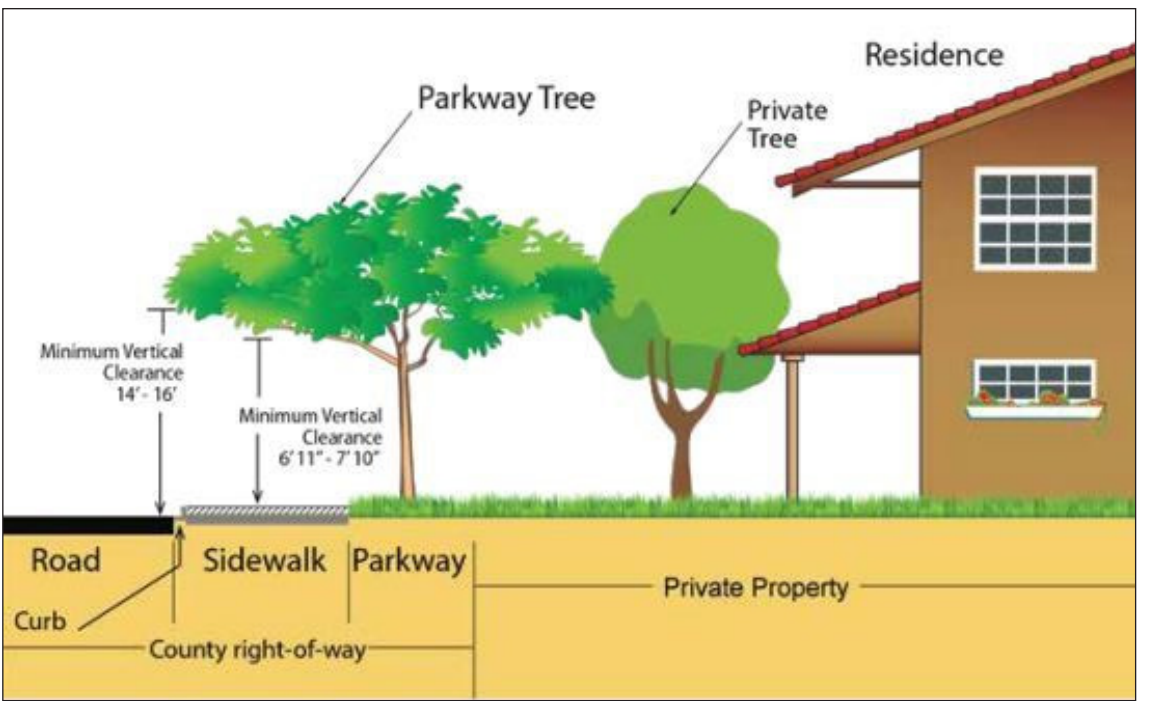 Residence
Parkway Tree
Private
Tree
Minimum Vertical
Clearance
14' - 16'
Minimum Vertical
Clearance
6' 11" - 7' 10"
Road
Sidewalk
Parkway
Private Property
Curb
County right-of-way